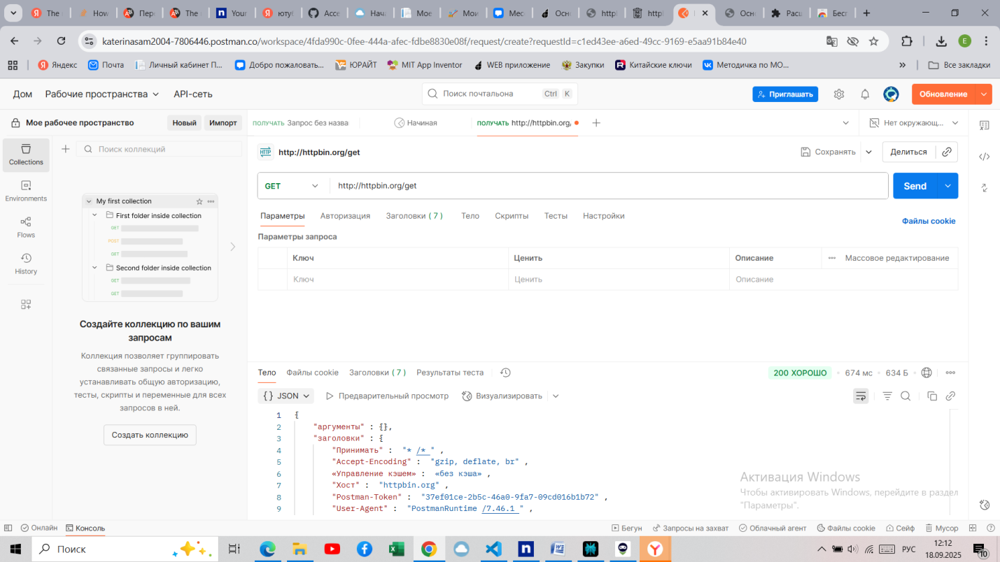 The
How
Пере
The
Your
ютуб
Acce
Нача
Мое
Мои
Мес
Осно
http
http
Осно
Расш
Бесп
katerinasam2004-7806446.postman.co/workspace/4fda990c-0fee-444a-afec-fdbe8830e08f/request/create?requestId=c1ed43ee-a6ed-49cc-9169-e5aa91b84e40
E
Яндекс
Почта
Личный кабинет П...
Добро пожаловать...
ЮРАЙТ
MIT App Inventor
WEB приложение
Закупки
Китайские ключи
Методичка по МО...
»
Все закладки
Дом
Рабочие пространства
API-сеть
Поиск почтальона
Ctrl K
Приглашать
Обновление
Мое рабочее пространство
Новый
Импорт
ПОЛУЧАТЬ Запрос без назва
Начиная
ПОЛУЧАТЬ http://httpbin.org/
Нет окружающ...
Collections
Environments
Flows
History
Поиск коллекций
My first collection
First folder inside collection
GET
POST
GET
Second folder inside collection
GET
GET
Создайте коллекцию по вашим
запросам
Коллекция позволяет группировать
связанные запросы и легко
устанавливать общую авторизацию,
тесты, скрипты и переменные для всех
запросов в ней.
Создать коллекцию
HTTP http://httpbin.org/get
Сохранять
Делиться
GET
http://httpbin.org/get
Send
Параметры
Авторизация
Заголовки ( 7 )
Тело
Скрипты
Тесты
Настройки
Файлы cookie
Параметры запроса
Ключ
Ценить
Описание
Массовое редактирование
Ключ
Ценить
Описание
Тело
Файлы cookie
Заголовки ( 7 )
Результаты теста
200 ХОРОШО
674 мс
634 Б
{} JSON
Предварительный просмотр
Визуализировать
1 {
2 "аргументы" : {},
3 "заголовки" : {
4 "Принимать" : "* /* " ,
5 "Accept-Encoding" : "gzip, deflate, br" ,
6 «Управление кэшем» : «без кэша» ,
7 "Хост" : "httpbin.org" ,
8 "Postman-Token" : "37ef01ce-2b5c-46a0-9fa7-09cd016b1b72" ,
9 "User-Agent" : "PostmanRuntime /7.46.1 " ,
Активация Windows
Чтобы активировать Windows, перейдите в раздел
"Параметры".
Онлайн
Консоль
Бегун
Запросы на захват
Облачный агент
Файлы cookie
Сейф
Мусор
Поиск
РУС
12:12
18.09.2025
10